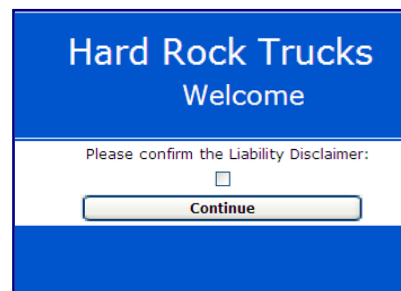 Hard Rock Trucks
Welcome
Please confirm the Liability Disclaimer:
Continue